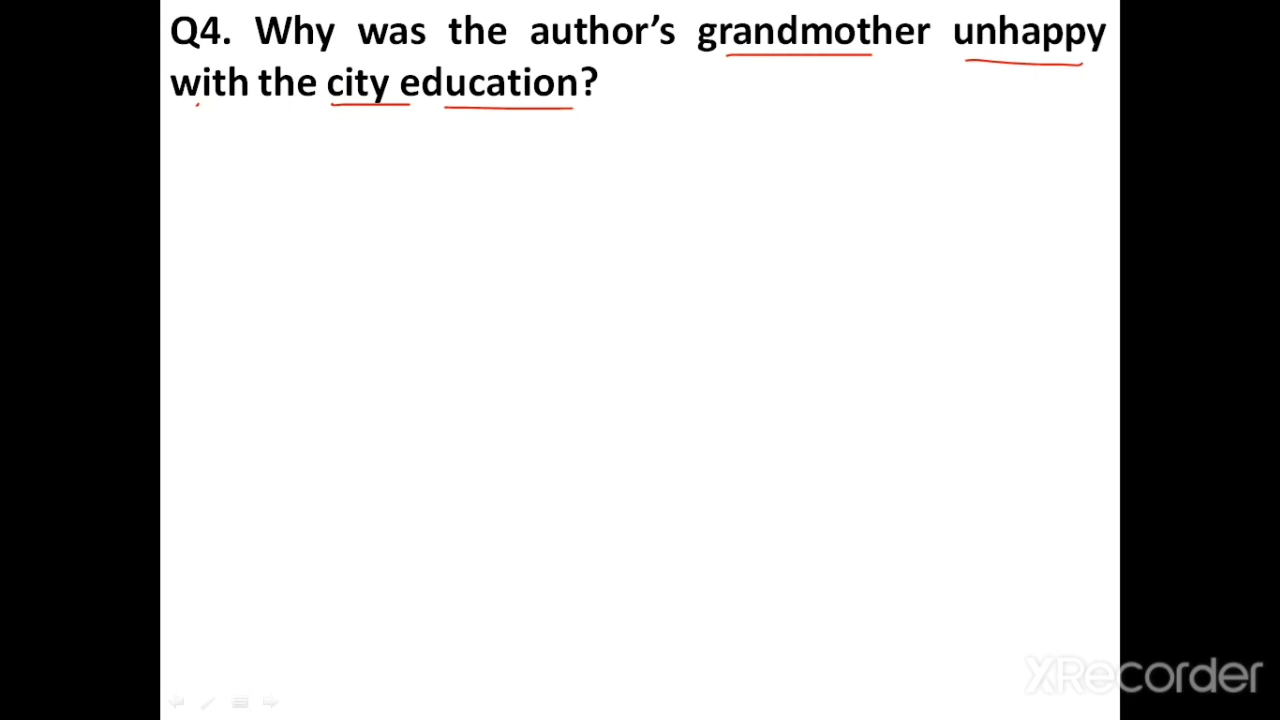 Q4. Why was the author’s grandmother unhappy
with the city education?
XRecorder